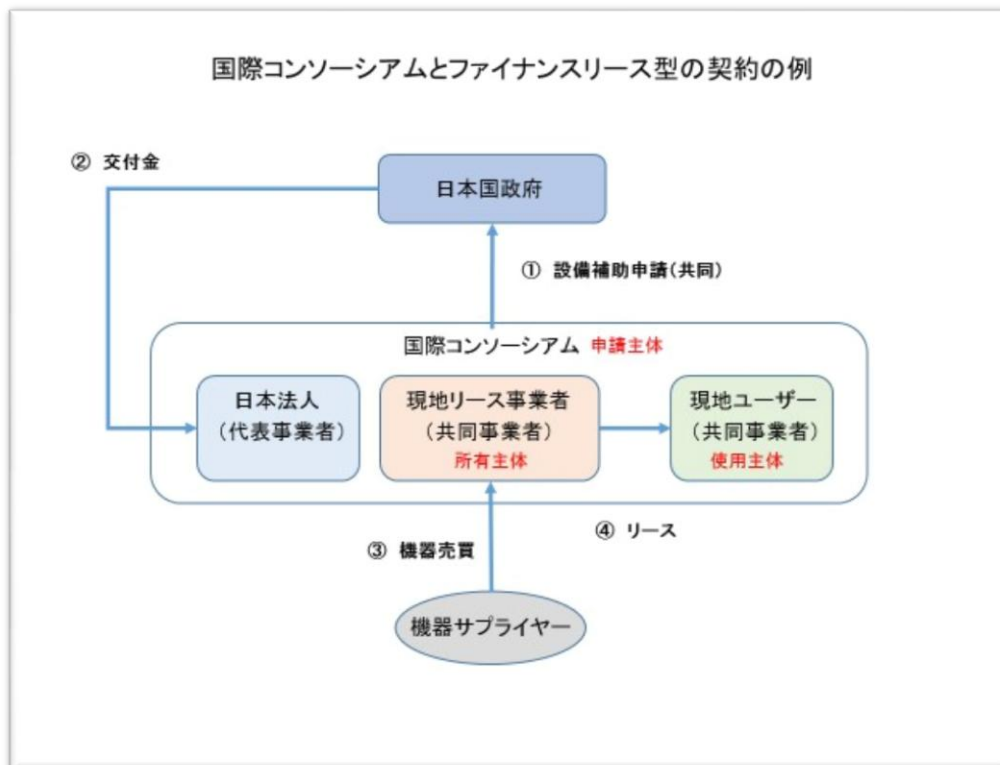 国際コンソーシアムとファイナンスリース型の契約の例
② 交付金
日本国政府
① 設備補助申請(共同)
国際コンソーシアム 申請主体
日本法人
（代表事業者）
現地リース事業者
（共同事業者）
所有主体
現地ユーザー
（共同事業者）
使用主体
④ リース
③ 機器売買
機器サプライヤー